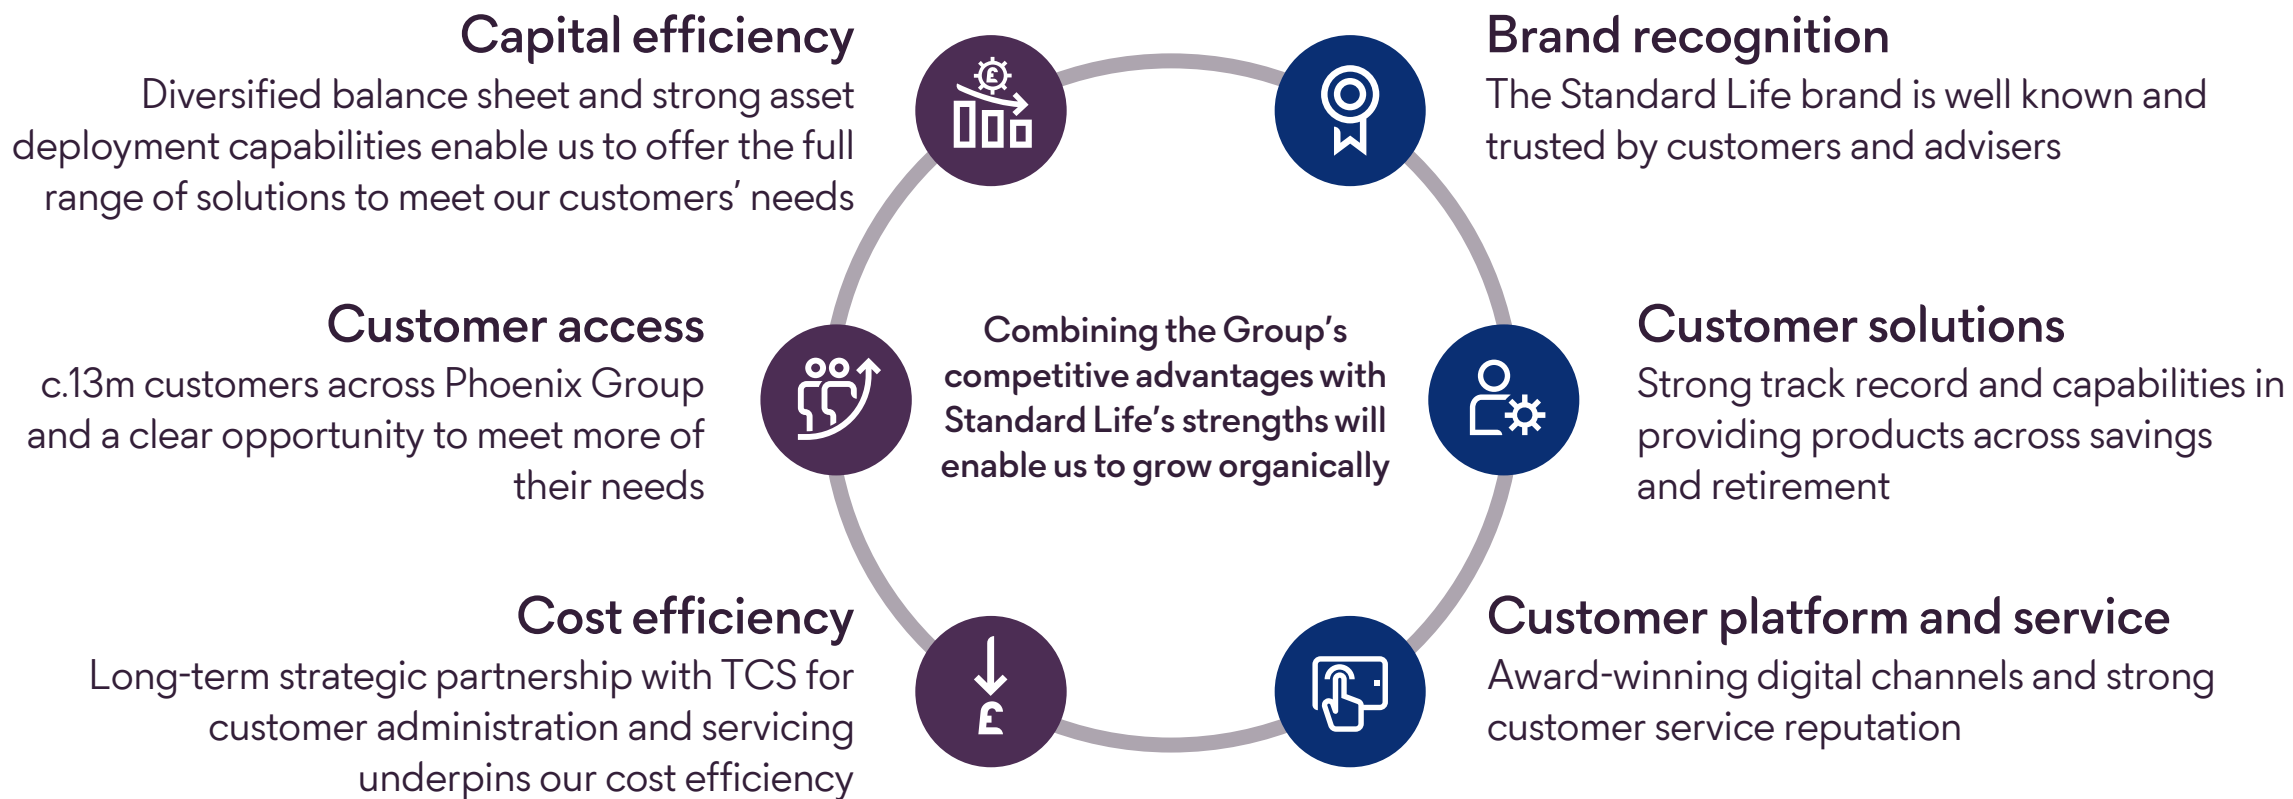 Capital efficiency
Diversified balance sheet and strong asset
deployment capabilities enable us to offer the full
range of solutions to meet our customers’ needs
Customer access
c.13m customers across Phoenix Group
and a clear opportunity to meet more of
their needs
Cost efficiency
Long-term strategic partnership with TCS for
customer administration and servicing
underpins our cost efficiency
Combining the Group’s
competitive advantages with
Standard Life’s strengths will
enable us to grow organically
Brand recognition
The Standard Life brand is well known and
trusted by customers and advisers
Customer solutions
Strong track record and capabilities in
providing products across savings
and retirement
Customer platform and service
Award-winning digital channels and strong
customer service reputation
£
£